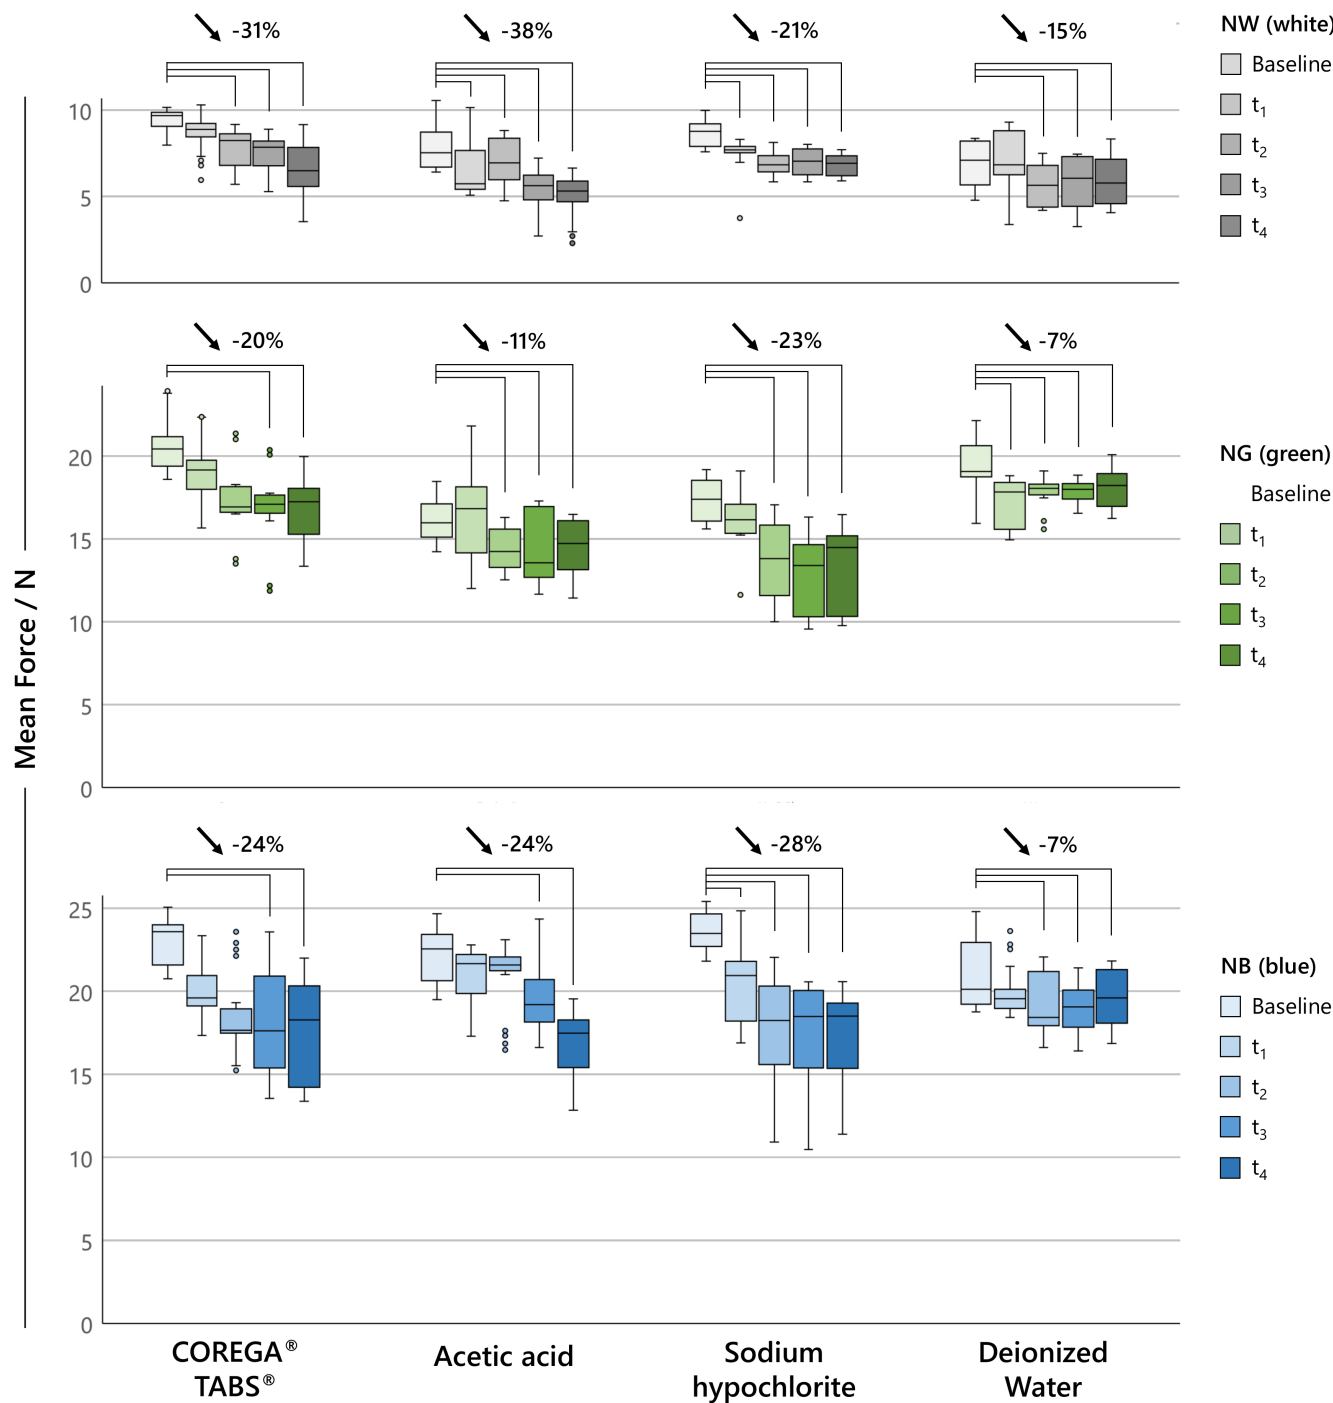 -31%
-38%
-21%
-15%
NW (white)
Baseline
t1
t2
t3
t4
10
5
0
-20%
-11%
-23%
-7%
20
15
10
5
0
NG (green)
Baseline
t1
t2
t3
t4
Mean Force / N
-24%
-24%
-28%
-7%
25
20
15
10
5
0
NB (blue)
Baseline
t1
t2
t3
t4
COREGA®
TABS®
Acetic acid
Sodium
hypochlorite
Deionized
Water